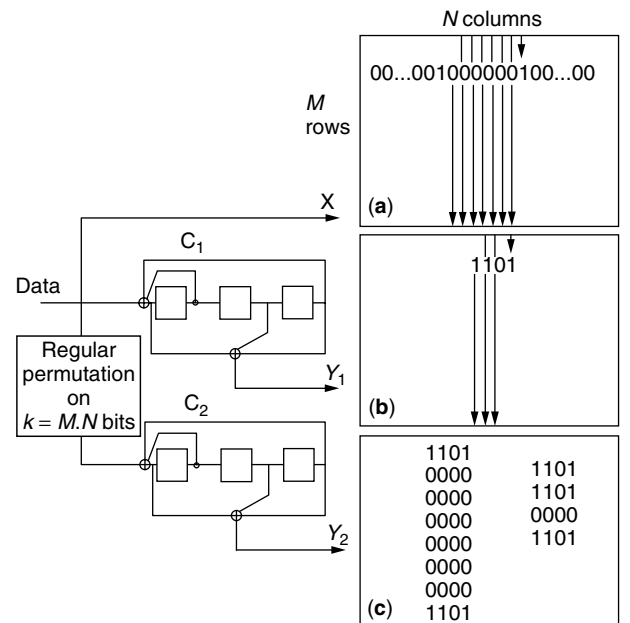 N columns
00...001000000100...00
M
rows
(a)
X
C1
Data
Y1
1101
(b)
Regular
permutation
on
k = M.N bits
C2
Y2
1101
0000
0000
0000
0000
0000
0000
1101
1101
1101
0000
1101
(c)